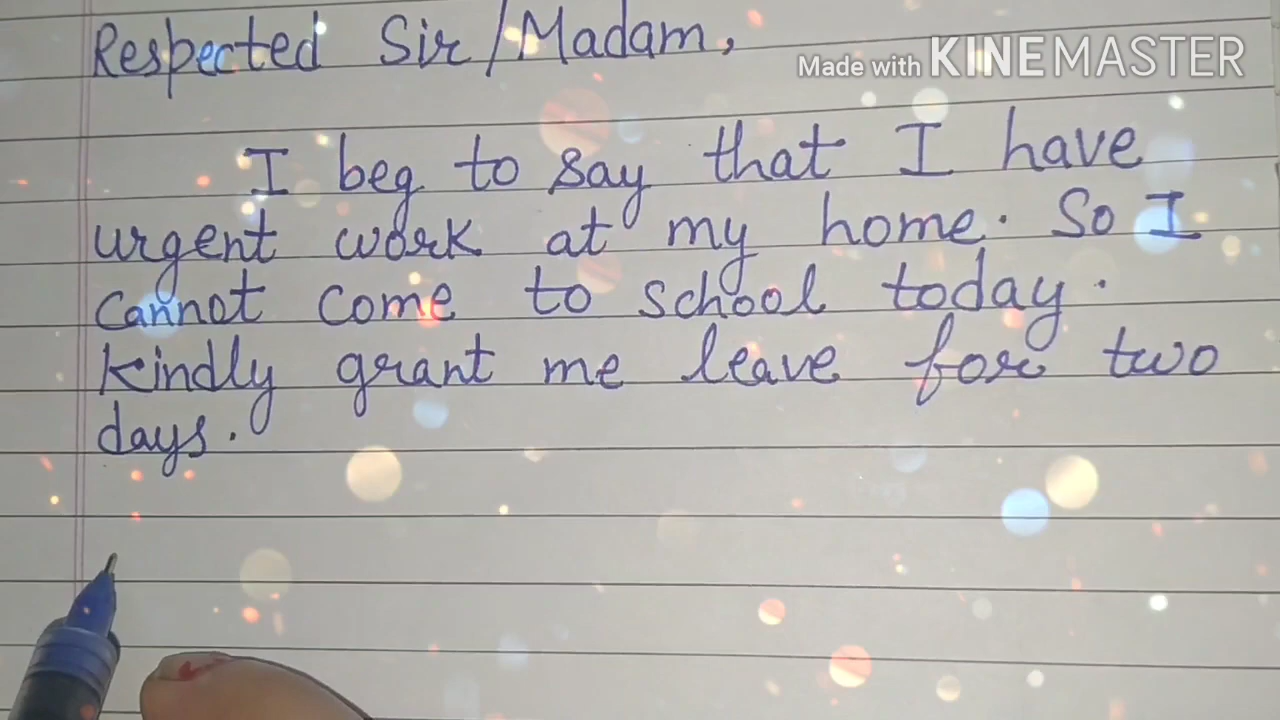 Respected Sir/Madam,
Made with KINEMASTER
I beg to say that I have
urgent work at my home. So I
cannot come to school today.
Kindly grant me leave for two
days.